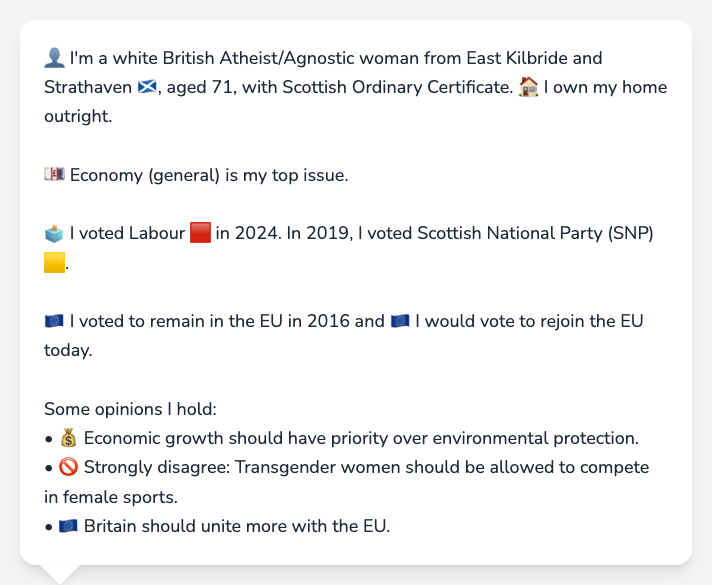 👤 I'm a white British Atheist/Agnostic woman from East Kilbride and
Strathaven 🏴󠁧󠁢󠁳󠁣󠁴󠁿, aged 71, with Scottish Ordinary Certificate. 🏠 I own my home
outright.
💷 Economy (general) is my top issue.
🗳️ I voted Labour 🟥 in 2024. In 2019, I voted Scottish National Party (SNP)
🟨.
🇪🇺 I voted to remain in the EU in 2016 and 🇪🇺 I would vote to rejoin the EU
today.
Some opinions I hold:
• 💰 Economic growth should have priority over environmental protection.
• 🚫 Strongly disagree: Transgender women should be allowed to compete
in female sports.
• 🇪🇺 Britain should unite more with the EU.